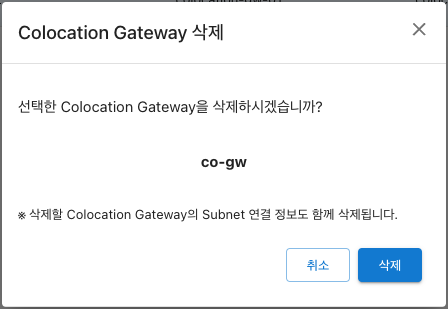 Colocation Gateway 삭제
선택한 Colocation Gateway을 삭제하시겠습니까?
co-gw
※ 삭제할 Colocation Gateway의 Subnet 연결 정보도 함께 삭제됩니다.
취소
삭제